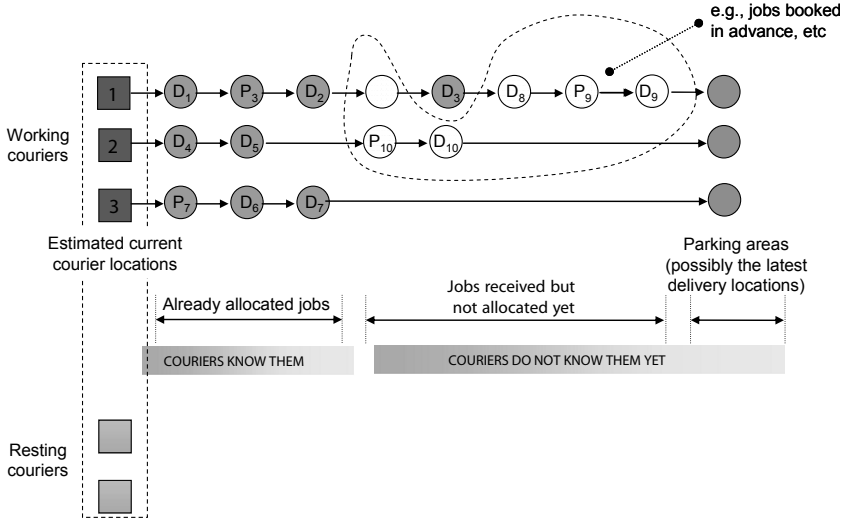 e.g., jobs booked
in advance, etc
1 D1 P3 D2 D3 D8 P9 D9
Working
couriers
2 D4 D5 P10 D10
3 P7 D6 D7
Estimated current
courier locations
Parking areas
(possibly the latest
delivery locations)
Already allocated jobs
Jobs received but
not allocated yet
COURIERS KNOW THEM
COURIERS DO NOT KNOW THEM YET
Resting
couriers